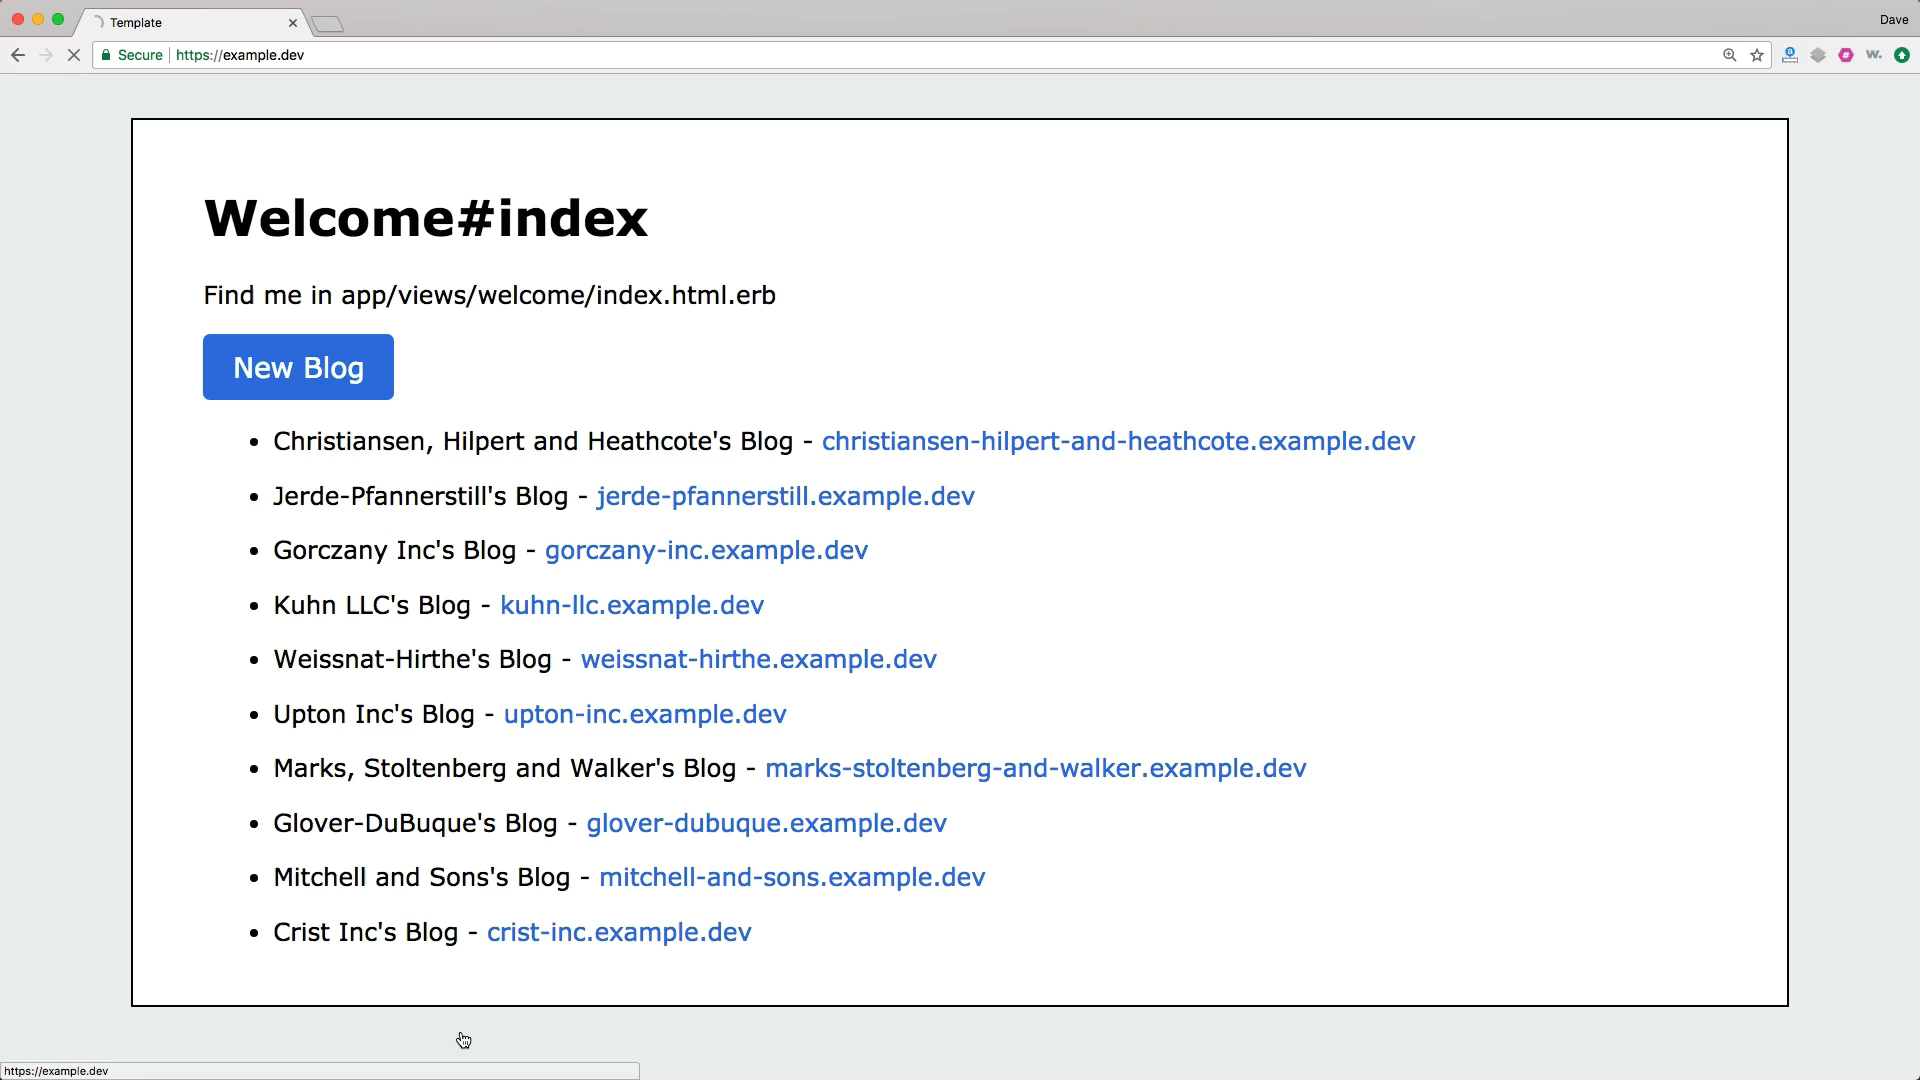 Template
Dave
Secure https://example.dev
Welcome#index
Find me in app/views/welcome/index.html.erb
New Blog
Christiansen, Hilpert and Heathcote's Blog - christiansen-hilpert-and-heathcote.example.dev
Jerde-Pfannerstill's Blog - jerde-pfannerstill.example.dev
Gorczany Inc's Blog - gorczany-inc.example.dev
Kuhn LLC's Blog - kuhn-llc.example.dev
Weissnat-Hirthe's Blog - weissnat-hirthe.example.dev
Upton Inc's Blog - upton-inc.example.dev
Marks, Stoltenberg and Walker's Blog - marks-stoltenberg-and-walker.example.dev
Glover-DuBuque's Blog - glover-dubuque.example.dev
Mitchell and Sons's Blog - mitchell-and-sons.example.dev
Crist Inc's Blog - crist-inc.example.dev
https://example.dev